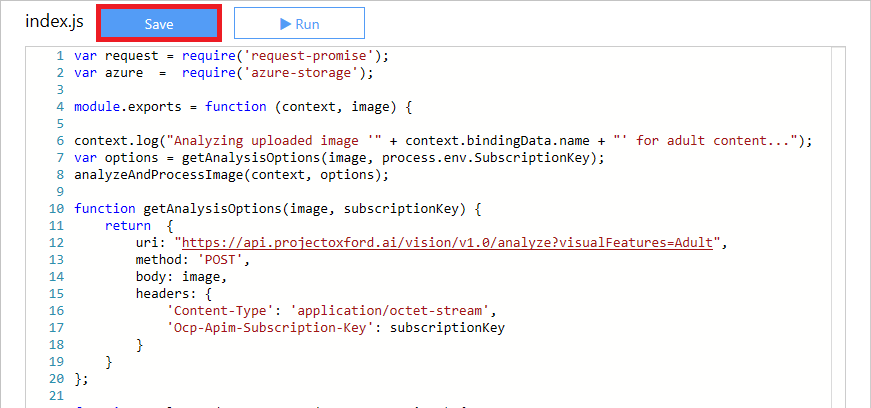 index.js Save Run
1 var request = require('request-promise');
2 var azure  =  require('azure-storage');
3
4 module.exports = function (context, image) {
5
6 context.log("Analyzing uploaded image '" + context.bindingData.name + "' for adult content...");
7 var options = getAnalysisOptions(image, process.env.SubscriptionKey);
8 analyzeAndProcessImage(context, options);
9
10 function getAnalysisOptions(image, subscriptionKey) {
11     return  {
12         uri: "https://api.projectoxford.ai/vision/v1.0/analyze?visualFeatures=Adult",
13         method: 'POST',
14         body: image,
15         headers: {
16             'Content-Type': 'application/octet-stream',
17             'Ocp-Apim-Subscription-Key': subscriptionKey
18         }
19     }
20 };
21